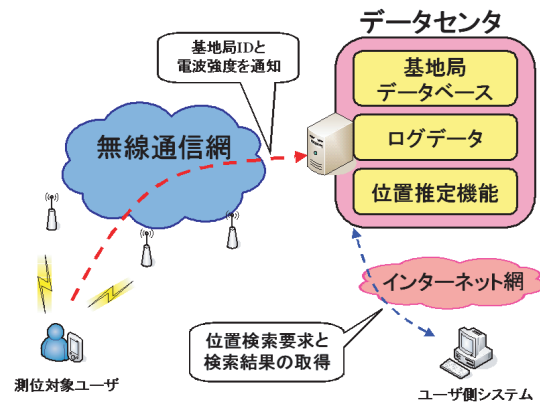 データセンタ
基地局IDと
電波強度を通知
基地局
データベース
無線通信網
ログデータ
位置推定機能
インターネット網
位置検索要求と
検索結果の取得
測位対象ユーザ
ユーザ側システム